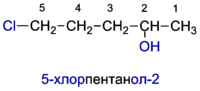 5 4 3 2 1
Cl–CH₂–CH₂–CH₂–CH–CH₃
OH
5-хлорпентанол-2